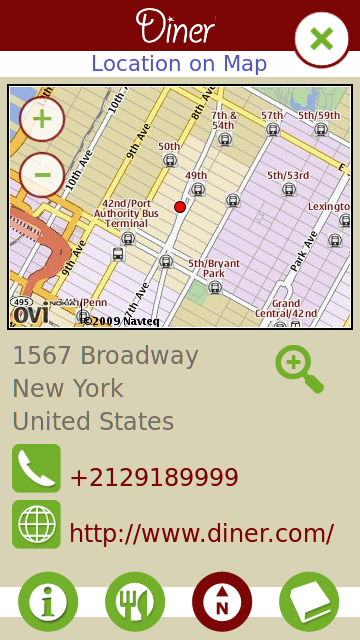 Diner
Location on Map
10th Ave
8th Ave
7th &
54th
57th
5th/59th
9th Ave
50th
49th
10th Ave
5th/53rd
42nd/Port
Authority Bus
Terminal
Lexingto
Park Ave
9th Ave
5th/Bryant
Park
7th Ave
Grand
Central/42nd
495
NOKIA
/Penn
OVI
©2009 Navteq
1567 Broadway
New York
United States
+2129189999
http://www.diner.com/
N